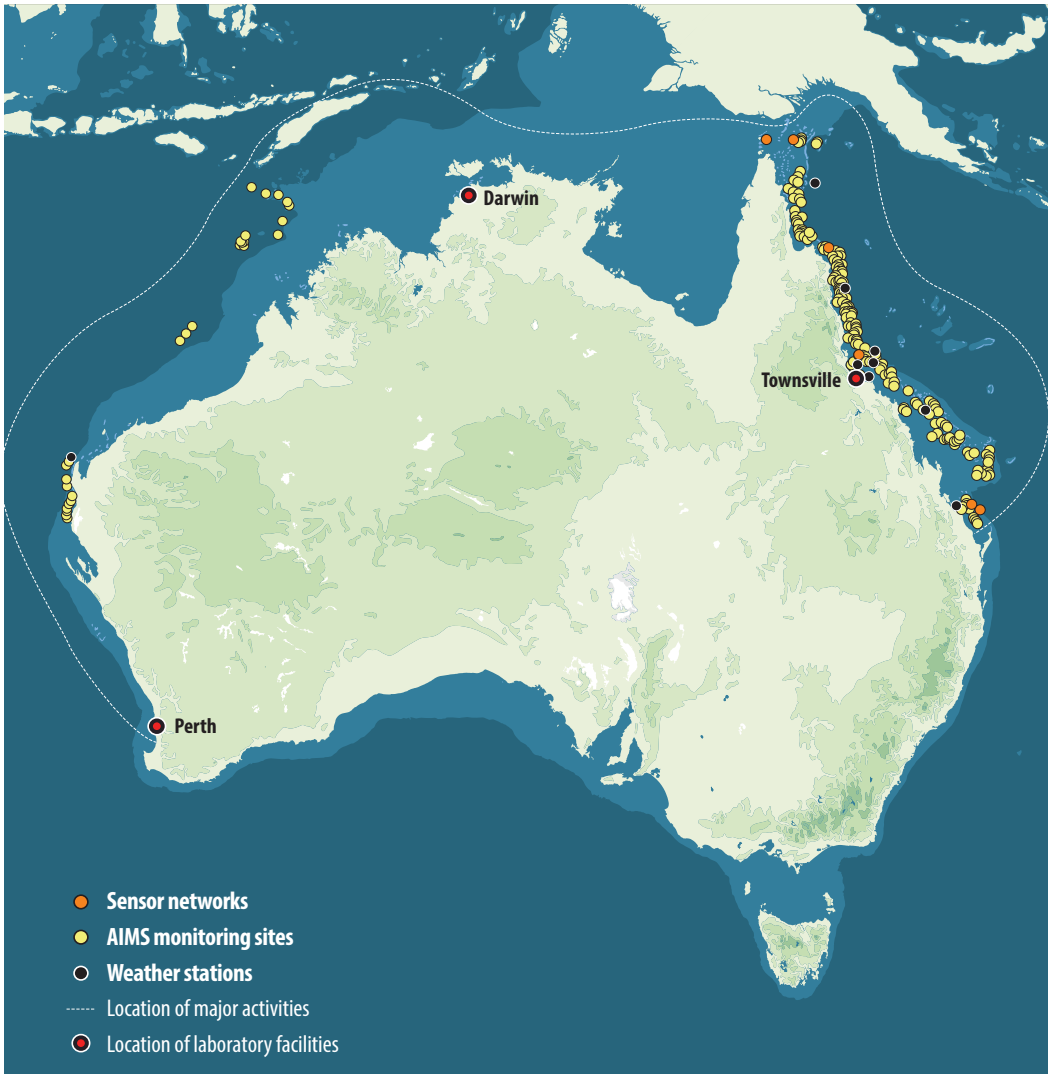 Darwin
Townsville
Perth
Sensor networks
AIMS monitoring sites
Weather stations
Location of major activities
Location of laboratory facilities